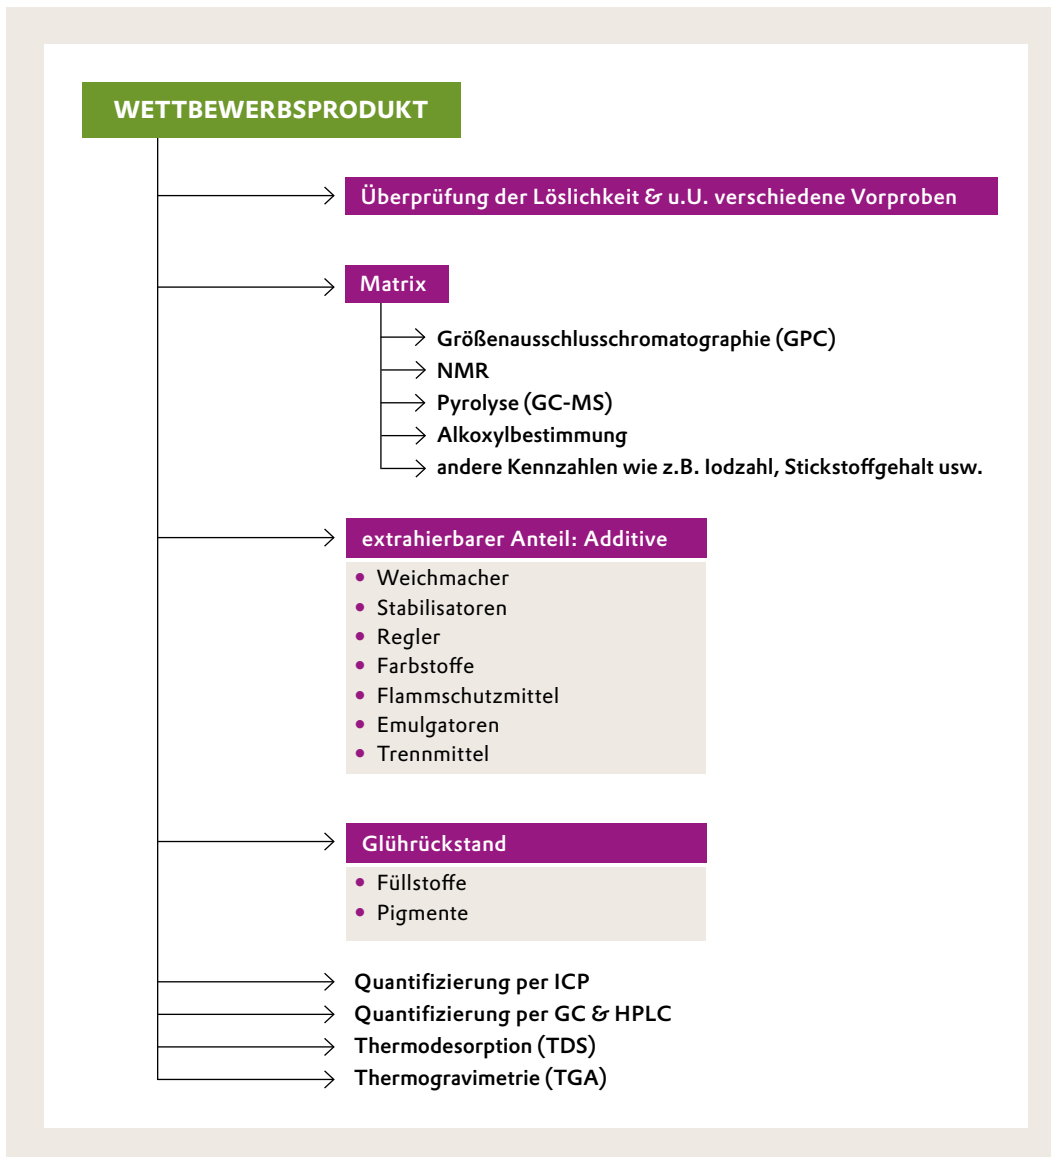 WETTBEWERBSPRODUKT
Überprüfung der Löslichkeit & u.U. verschiedene Vorproben
Matrix
Größenausschlusschromatographie (GPC)
NMR
Pyrolyse (GC-MS)
Alkoxylbestimmung
andere Kennzahlen wie z.B. Iodzahl, Stickstoffgehalt usw.
extrahierbarer Anteil: Additive
• Weichmacher
• Stabilisatoren
• Regler
• Farbstoffe
• Flammschutzmittel
• Emulgatoren
• Trennmittel
Glührückstand
• Füllstoffe
• Pigmente
Quantifizierung per ICP
Quantifizierung per GC & HPLC
Thermodesorption (TDS)
Thermogravimetrie (TGA)